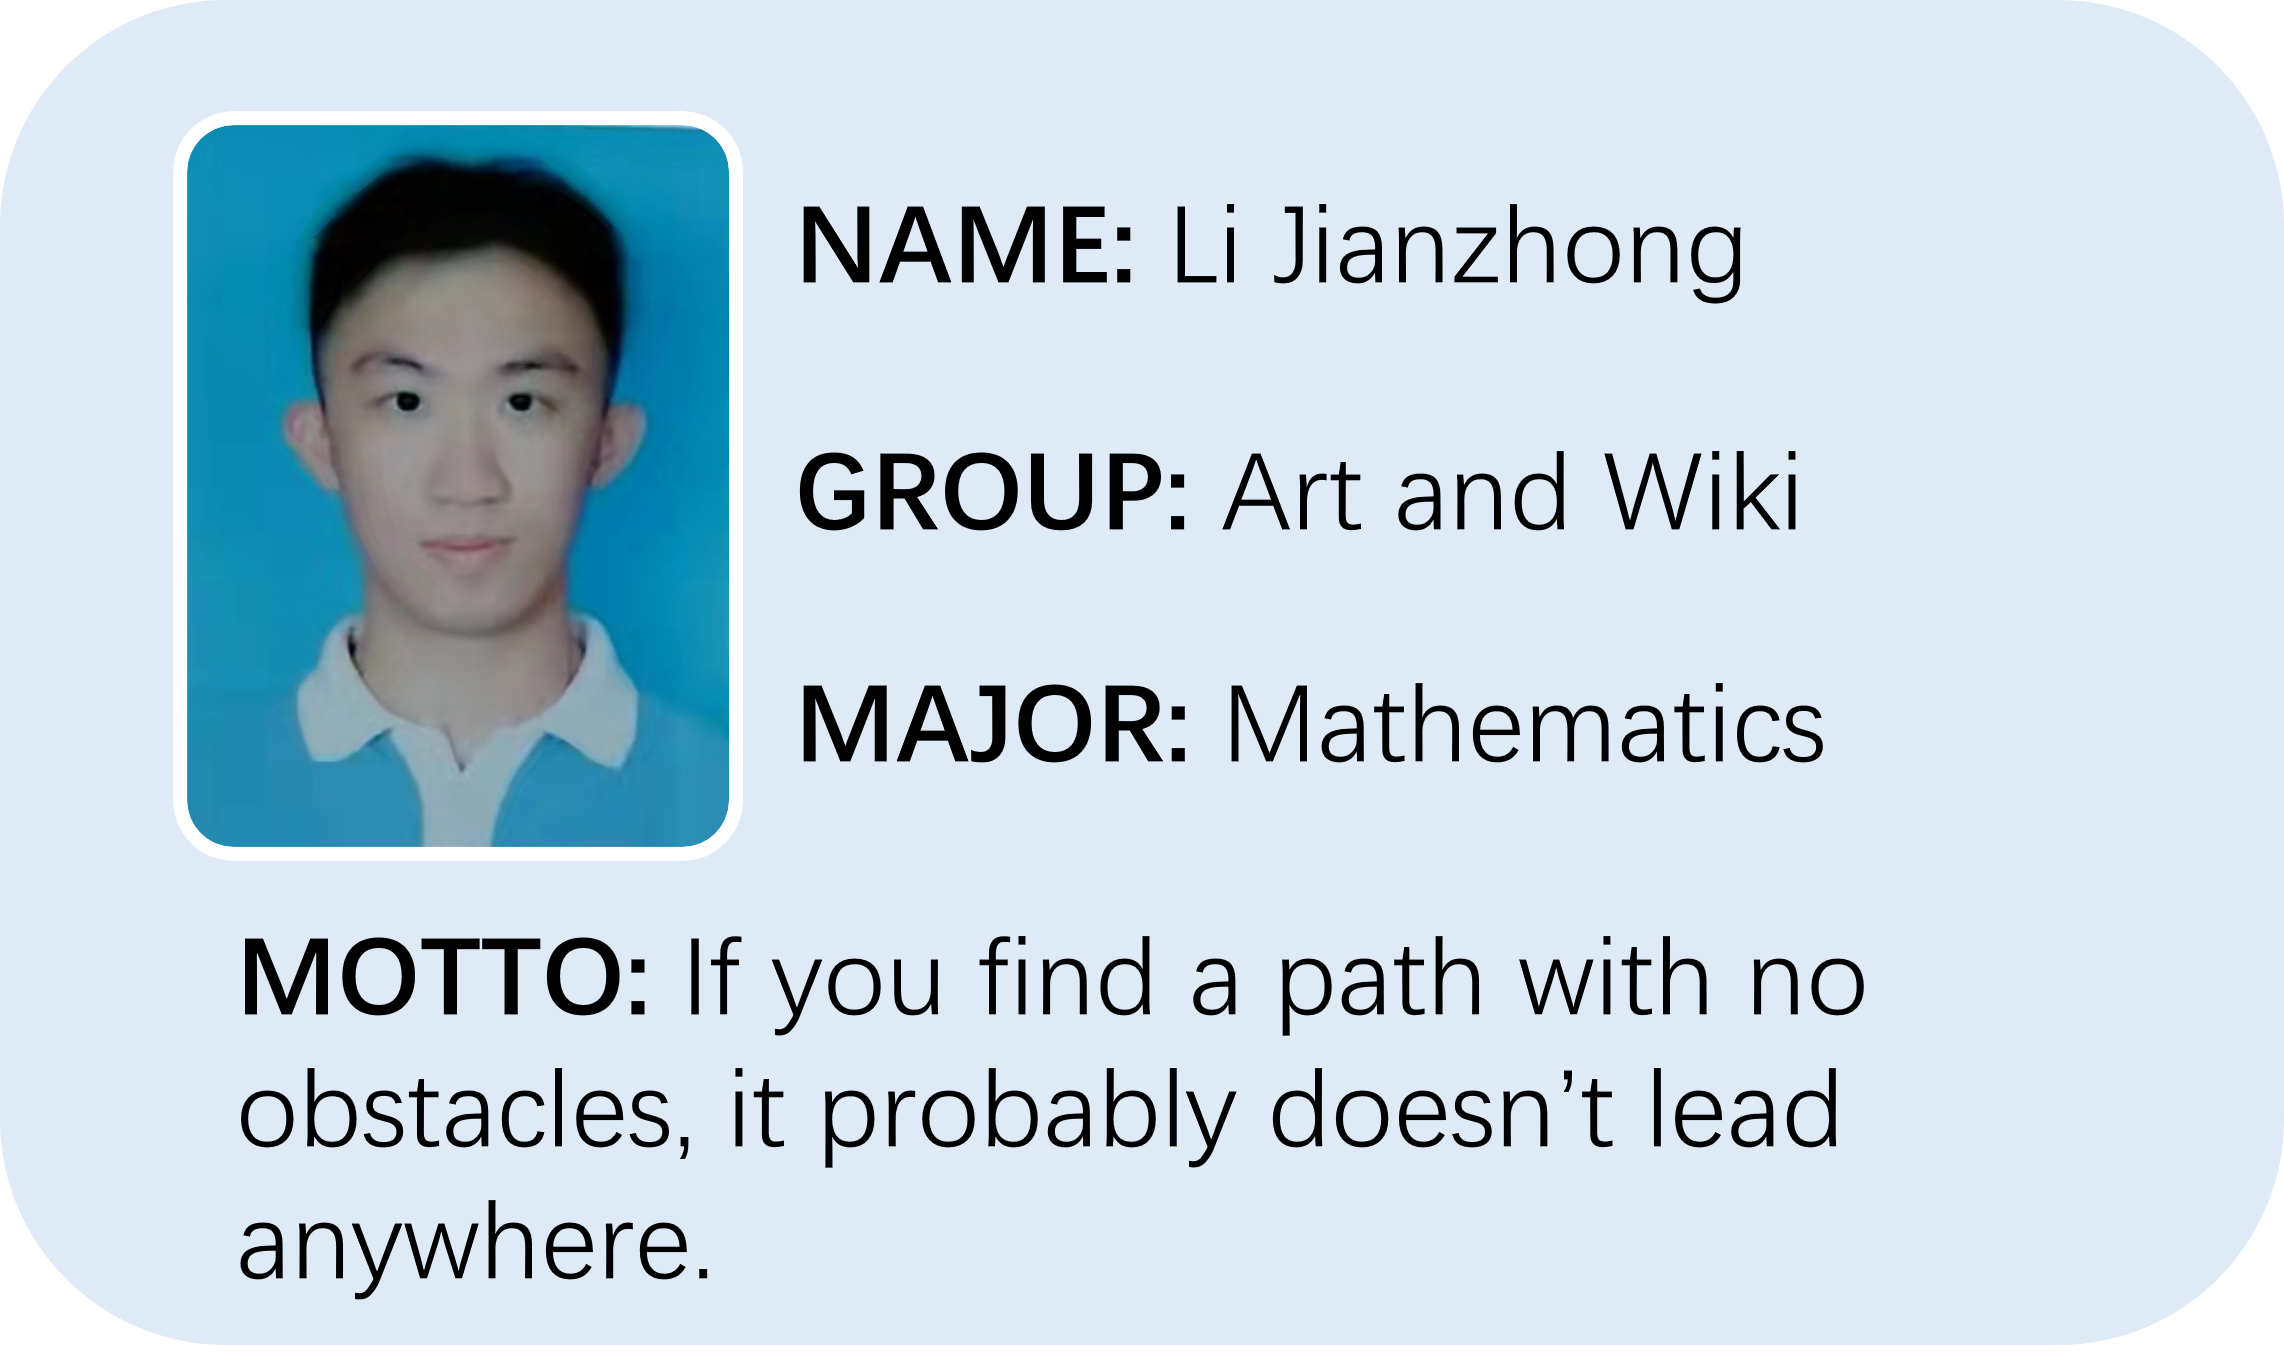 NAME: Li Jianzhong
GROUP: Art and Wiki
MAJOR: Mathematics
MOTTO: If you find a path with no
obstacles, it probably doesn’t lead
anywhere.